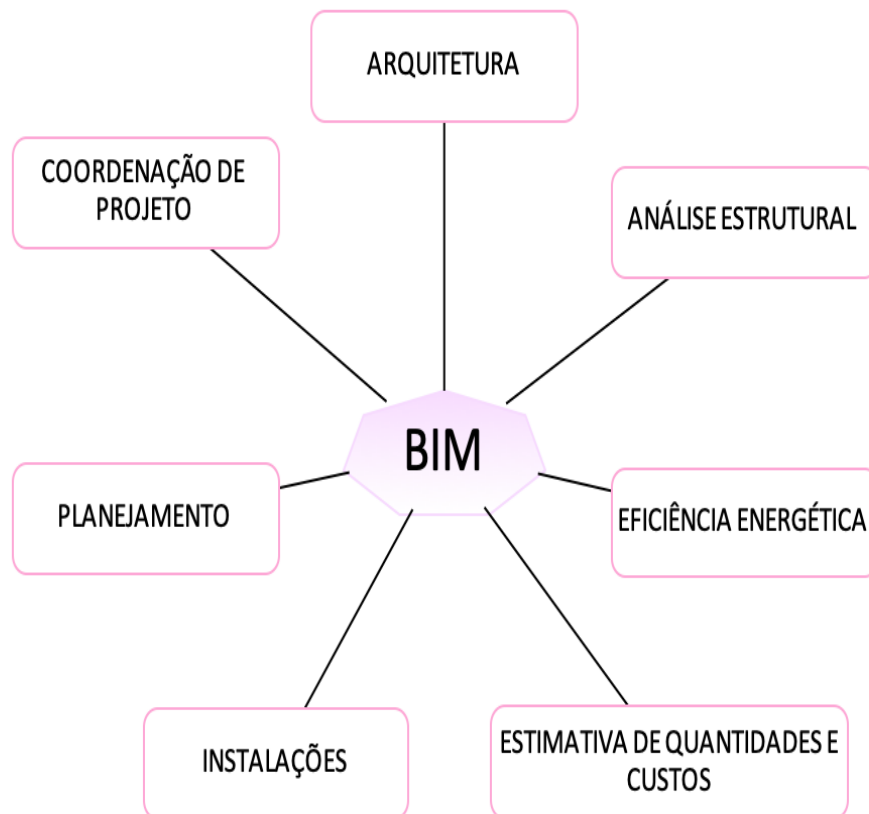 ARQUITETURA
COORDENAÇÃO DE
PROJETO
ANÁLISE ESTRUTURAL
BIM
PLANEJAMENTO
EFICIÊNCIA ENERGÉTICA
INSTALAÇÕES
ESTIMATIVA DE QUANTIDADES E
CUSTOS